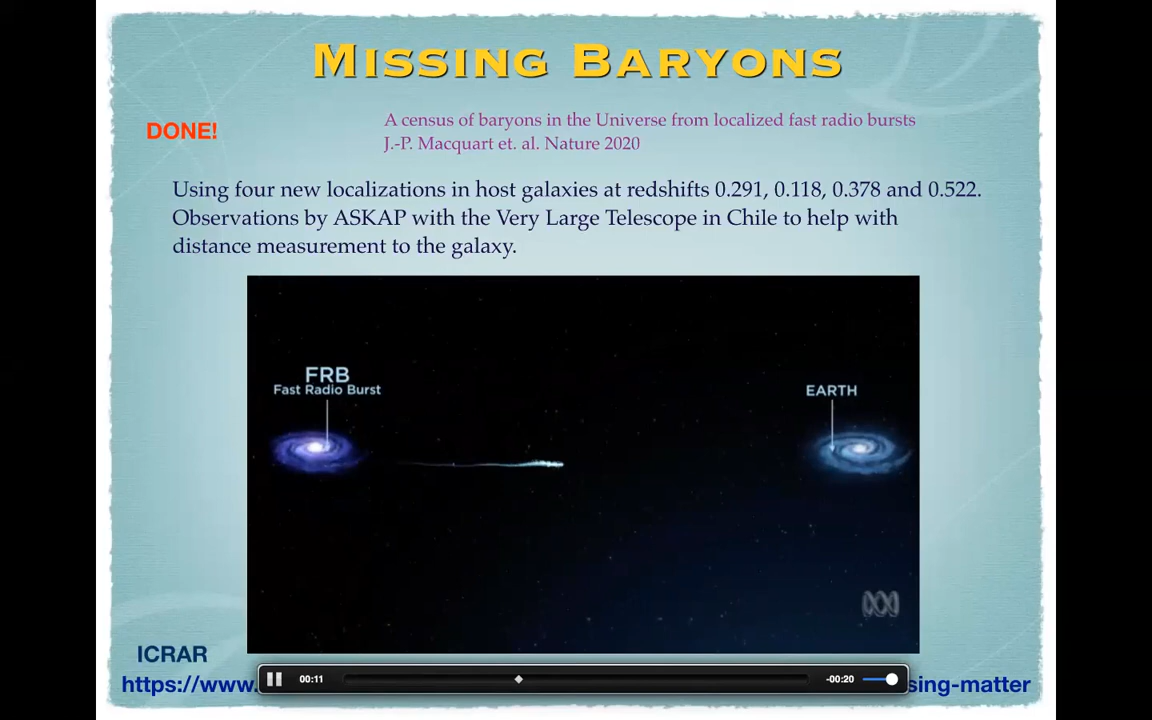 MISSING BARYONS
DONE!
A census of baryons in the Universe from localized fast radio bursts
J.-P. Macquart et. al. Nature 2020
Using four new localizations in host galaxies at redshifts 0.291, 0.118, 0.378 and 0.522.
Observations by ASKAP with the Very Large Telescope in Chile to help with
distance measurement to the galaxy.
FRB
Fast Radio Burst
EARTH
ICRAR
00:11
-00:20
https://www. sing-matter